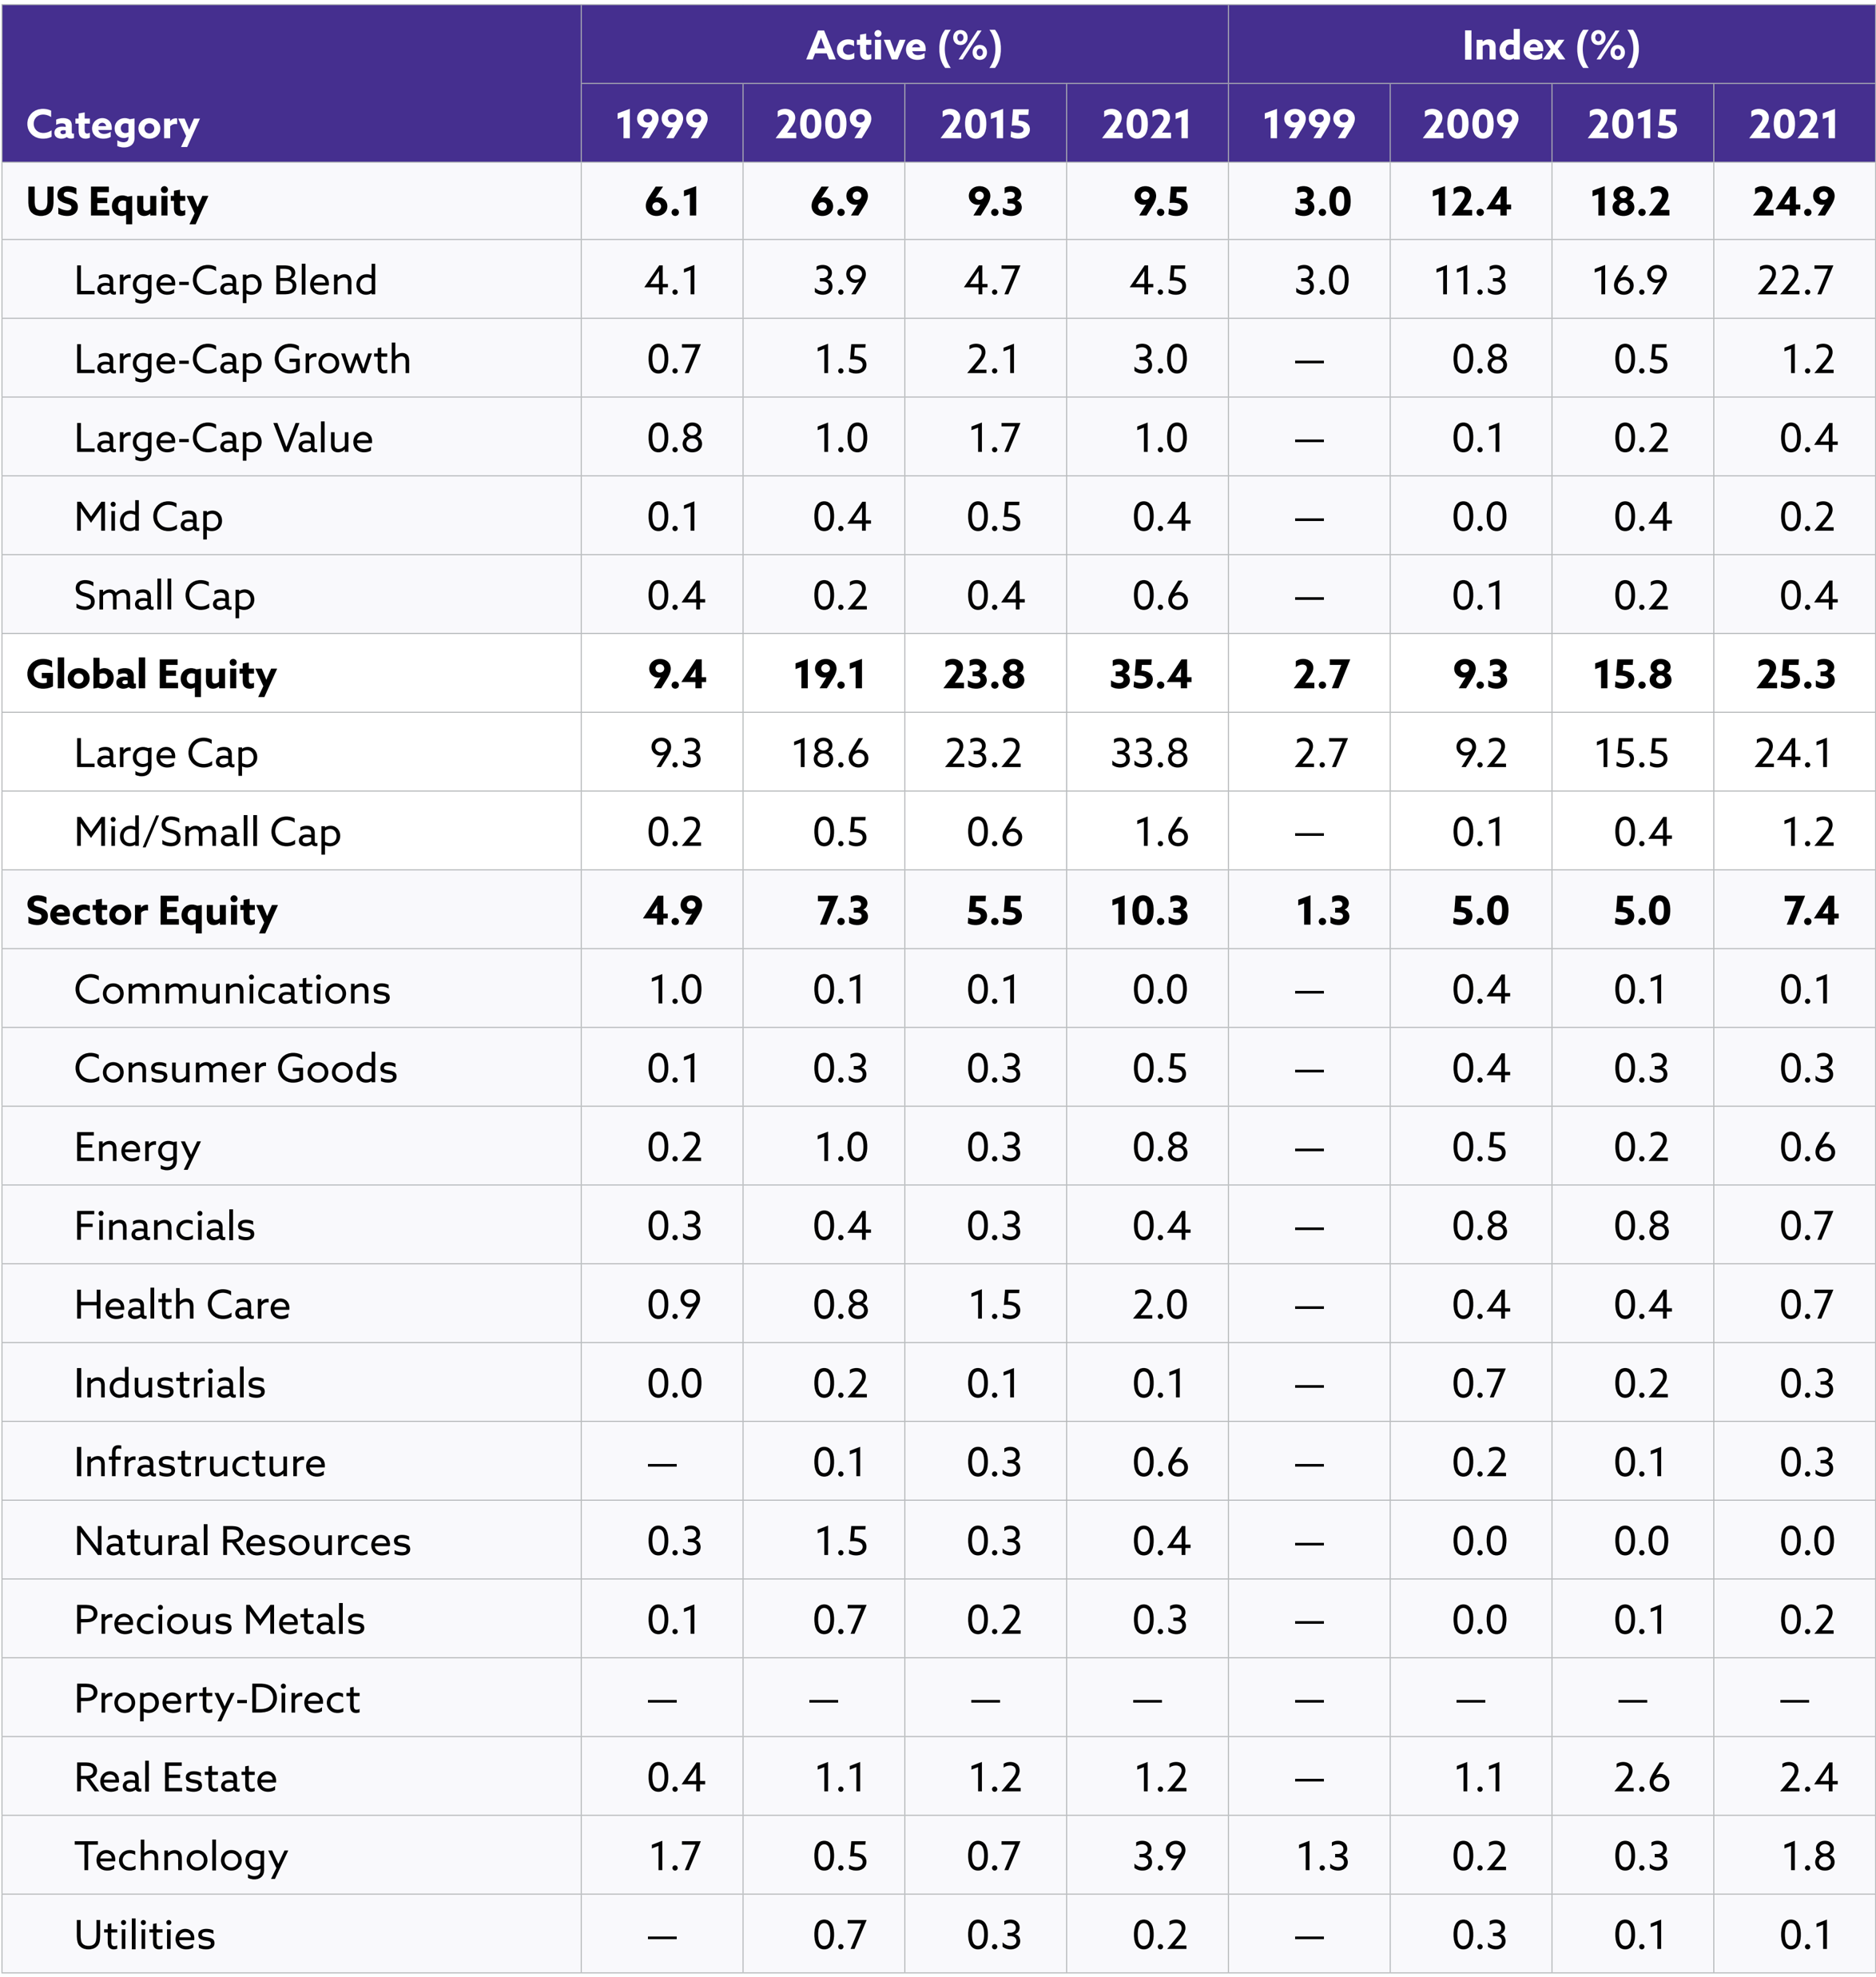 Active (%) Index (%)
Category 1999 2009 2015 2021 1999 2009 2015 2021
US Equity 6.1 6.9 9.3 9.5 3.0 12.4 18.2 24.9
Large-Cap Blend 4.1 3.9 4.7 4.5 3.0 11.3 16.9 22.7
Large-Cap Growth 0.7 1.5 2.1 3.0 — 0.8 0.5 1.2
Large-Cap Value 0.8 1.0 1.7 1.0 — 0.1 0.2 0.4
Mid Cap 0.1 0.4 0.5 0.4 — 0.0 0.4 0.2
Small Cap 0.4 0.2 0.4 0.6 — 0.1 0.2 0.4
Global Equity 9.4 19.1 23.8 35.4 2.7 9.3 15.8 25.3
Large Cap 9.3 18.6 23.2 33.8 2.7 9.2 15.5 24.1
Mid/Small Cap 0.2 0.5 0.6 1.6 — 0.1 0.4 1.2
Sector Equity 4.9 7.3 5.5 10.3 1.3 5.0 5.0 7.4
Communications 1.0 0.1 0.1 0.0 — 0.4 0.1 0.1
Consumer Goods 0.1 0.3 0.3 0.5 — 0.4 0.3 0.3
Energy 0.2 1.0 0.3 0.8 — 0.5 0.2 0.6
Financials 0.3 0.4 0.3 0.4 — 0.8 0.8 0.7
Health Care 0.9 0.8 1.5 2.0 — 0.4 0.4 0.7
Industrials 0.0 0.2 0.1 0.1 — 0.7 0.2 0.3
Infrastructure — 0.1 0.3 0.6 — 0.2 0.1 0.3
Natural Resources 0.3 1.5 0.3 0.4 — 0.0 0.0 0.0
Precious Metals 0.1 0.7 0.2 0.3 — 0.0 0.1 0.2
Property-Direct — — — — — — — —
Real Estate 0.4 1.1 1.2 1.2 — 1.1 2.6 2.4
Technology 1.7 0.5 0.7 3.9 1.3 0.2 0.3 1.8
Utilities — 0.7 0.3 0.2 — 0.3 0.1 0.1